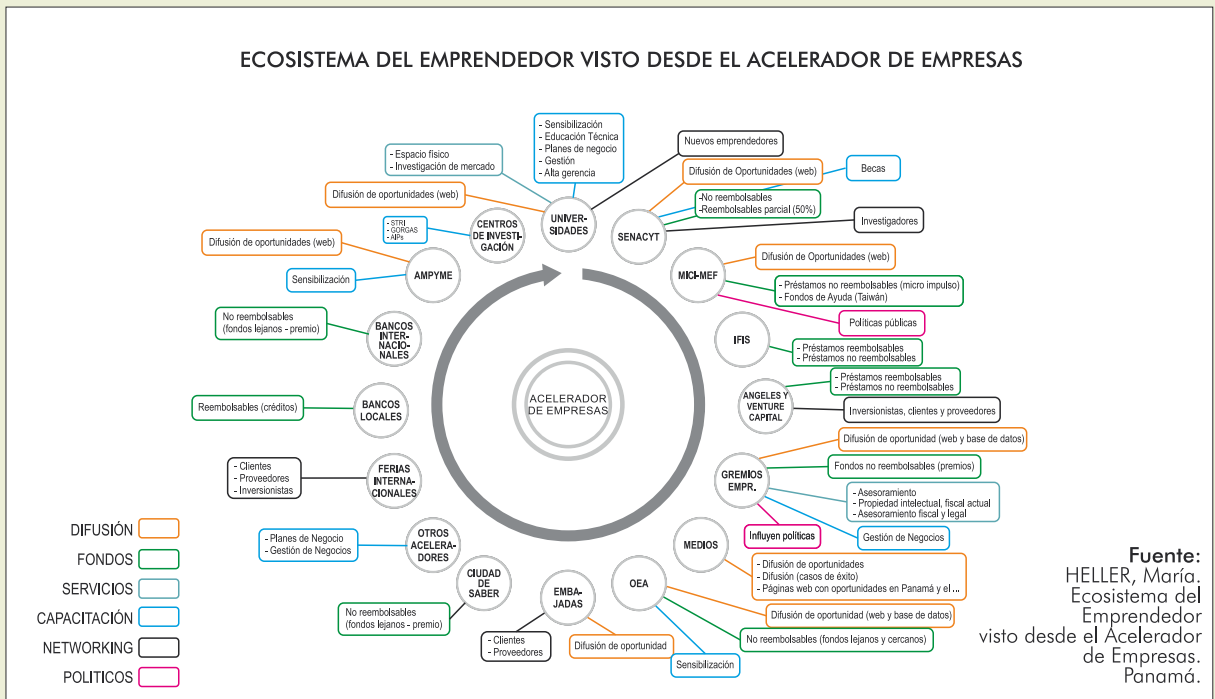 ECOSISTEMA DEL EMPRENDEDOR VISTO DESDE EL ACELERADOR DE EMPRESAS
- Sensibilización
- Educación Técnica
- Planes de negocio
- Gestión
- Alta gerencia
Nuevos emprendedores
- Espacio físico
- Investigación de mercado
Difusión de oportunidades (web)
UNIVER-
SIDADES
Difusión de Oportunidades (web)
Becas
-No reembolsables
-Reembolsables parcial (50%)
Investigadores
SENACYT
- STRI
- GORGAS
- AIPs
CENTROS
DE INVESTI-
GACIÓN
Difusión de oportunidades (web)
Sensibilización
AMPYME
MICI-MEF
Difusión de Oportunidades (web)
- Préstamos no reembolsables (micro impulso)
- Fondos de Ayuda (Taiwán)
Políticas públicas
No reembolsables
(fondos lejanos - premio)
BANCOS
INTER-
NACIO-
NALES
IFIS
- Préstamos reembolsables
- Préstamos no reembolsables
Reembolsables (créditos)
BANCOS
LOCALES
ACELERADOR
DE EMPRESAS
ANGELES Y
VENTURE
CAPITAL
- Préstamos reembolsables
- Préstamos no reembolsables
Inversionistas, clientes y proveedores
- Clientes
- Proveedores
- Inversionistas
FERIAS
INTERNA-
CIONALES
GREMIOS
EMPR.
Difusión de oportunidad (web y base de datos)
Fondos no reembolsables (premios)
- Asesoramiento
- Propiedad intelectual, fiscal actual
- Asesoramiento fiscal y legal
Gestión de Negocios
Influyen políticas
- Planes de Negocio
- Gestión de Negocios
OTROS
ACELERA-
DORES
MEDIOS
- Difusión de oportunidades
- Difusión (casos de éxito)
- Páginas web con oportunidades en Panamá y el ...
No reembolsables
(fondos lejanos - premio)
CIUDAD
DE
SABER
EMBA-
JADAS
- Clientes
- Proveedores
Difusión de oportunidad
OEA
Difusión de oportunidad (web y base de datos)
No reembolsables (fondos lejanos y cercanos)
Sensibilización
DIFUSIÓN
FONDOS
SERVICIOS
CAPACITACIÓN
NETWORKING
POLITICOS
Fuente:
HELLER, María.
Ecosistema del
Emprendedor
visto desde el Acelerador
de Empresas.
Panamá.